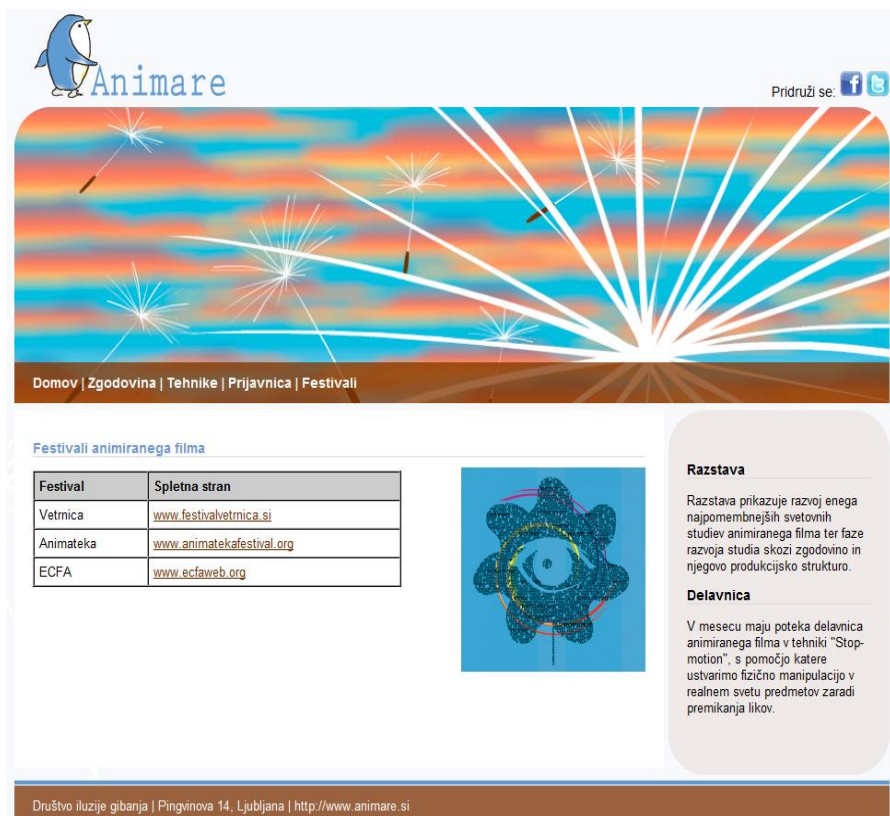 Animare
Pridruži se:
Domov | Zgodovina | Tehnike | Prijavnica | Festivali
Festivali animiranega filma
Festival Spletna stran
Vetrnica www.festivalvetrnica.si
Animateka www.animatekafestival.org
ECFA www.ecfaweb.org
Razstava
Razstava prikazuje razvoj enega
najpomembnejših svetovnih
studiev animiranega filma ter faze
razvoja studia skozi zgodovino in
njegovo produkcijsko strukturo.
Delavnica
V mesecu maju poteka delavnica
animiranega filma v tehniki "Stop-
motion", s pomočjo katere
ustvarimo fizično manipulacijo v
realnem svetu predmetov zaradi
premikanja likov.
Društvo iluzije gibanja | Pingvinova 14, Ljubljana | http://www.animare.si